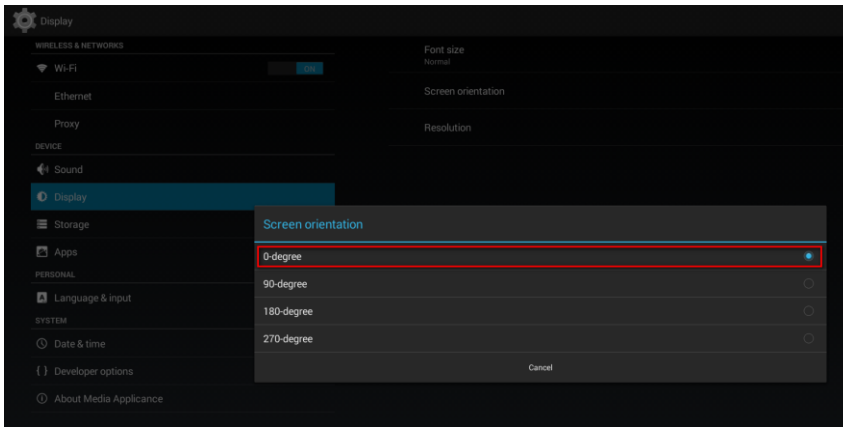 Display
WIRELESS & NETWORKS
Wi-Fi
ON
Ethernet
Proxy
DEVICE
Sound
Display
Storage
Apps
PERSONAL
A Language & input
SYSTEM
Date & time
{ } Developer options
About Media Applicance
Font size
Normal
Screen orientation
Resolution
Screen orientation
0-degree
90-degree
180-degree
270-degree
Cancel